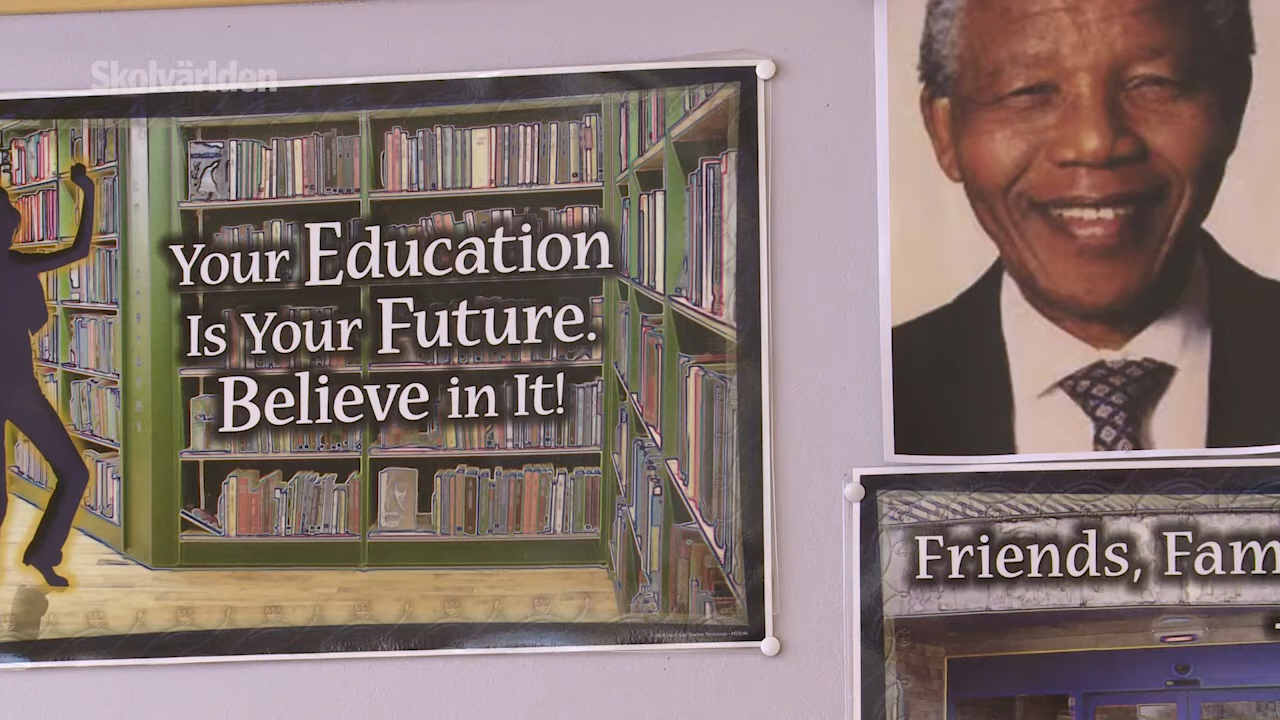 Skolvärlden
Your Education
Is Your Future.
Believe in It!
Friends, Fam